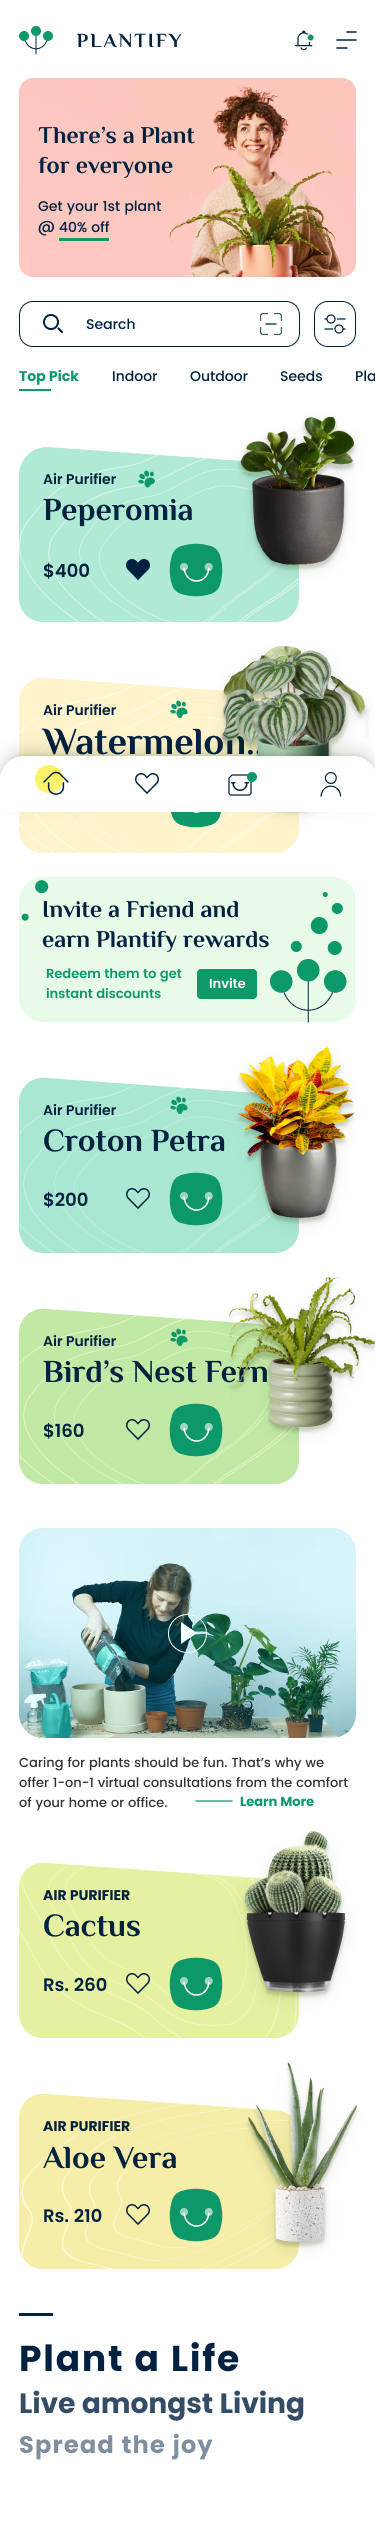 PLANTIFY
There's a Plant
for everyone
Get your 1st plant
@ 40% off
Search
Top Pick Indoor Outdoor Seeds Pla
Air Purifier
Peperomia
$400
Air Purifier
Watermelon..
Invite a Friend and
earn Plantify rewards
Redeem them to get
instant discounts
Invite
Air Purifier
Croton Petra
$200
Air Purifier
Bird's Nest Fern
$160
Caring for plants should be fun. That's why we
offer 1-on-1 virtual consultations from the comfort
of your home or office.
Learn More
AIR PURIFIER
Cactus
Rs. 260
AIR PURIFIER
Aloe Vera
Rs. 210
Plant a Life
Live amongst Living
Spread the joy